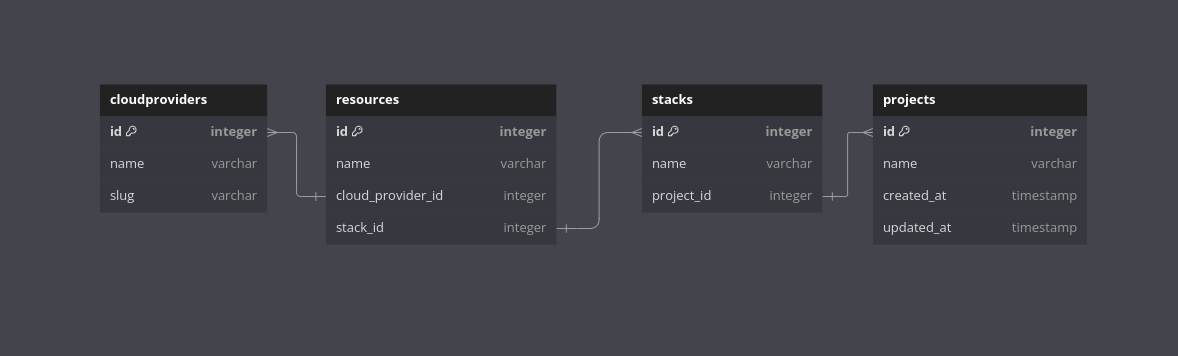 cloudproviders
id integer
name varchar
slug varchar
resources
id integer
name varchar
cloud_provider_id integer
stack_id integer
stacks
id integer
name varchar
project_id integer
projects
id integer
name varchar
created_at timestamp
updated_at timestamp